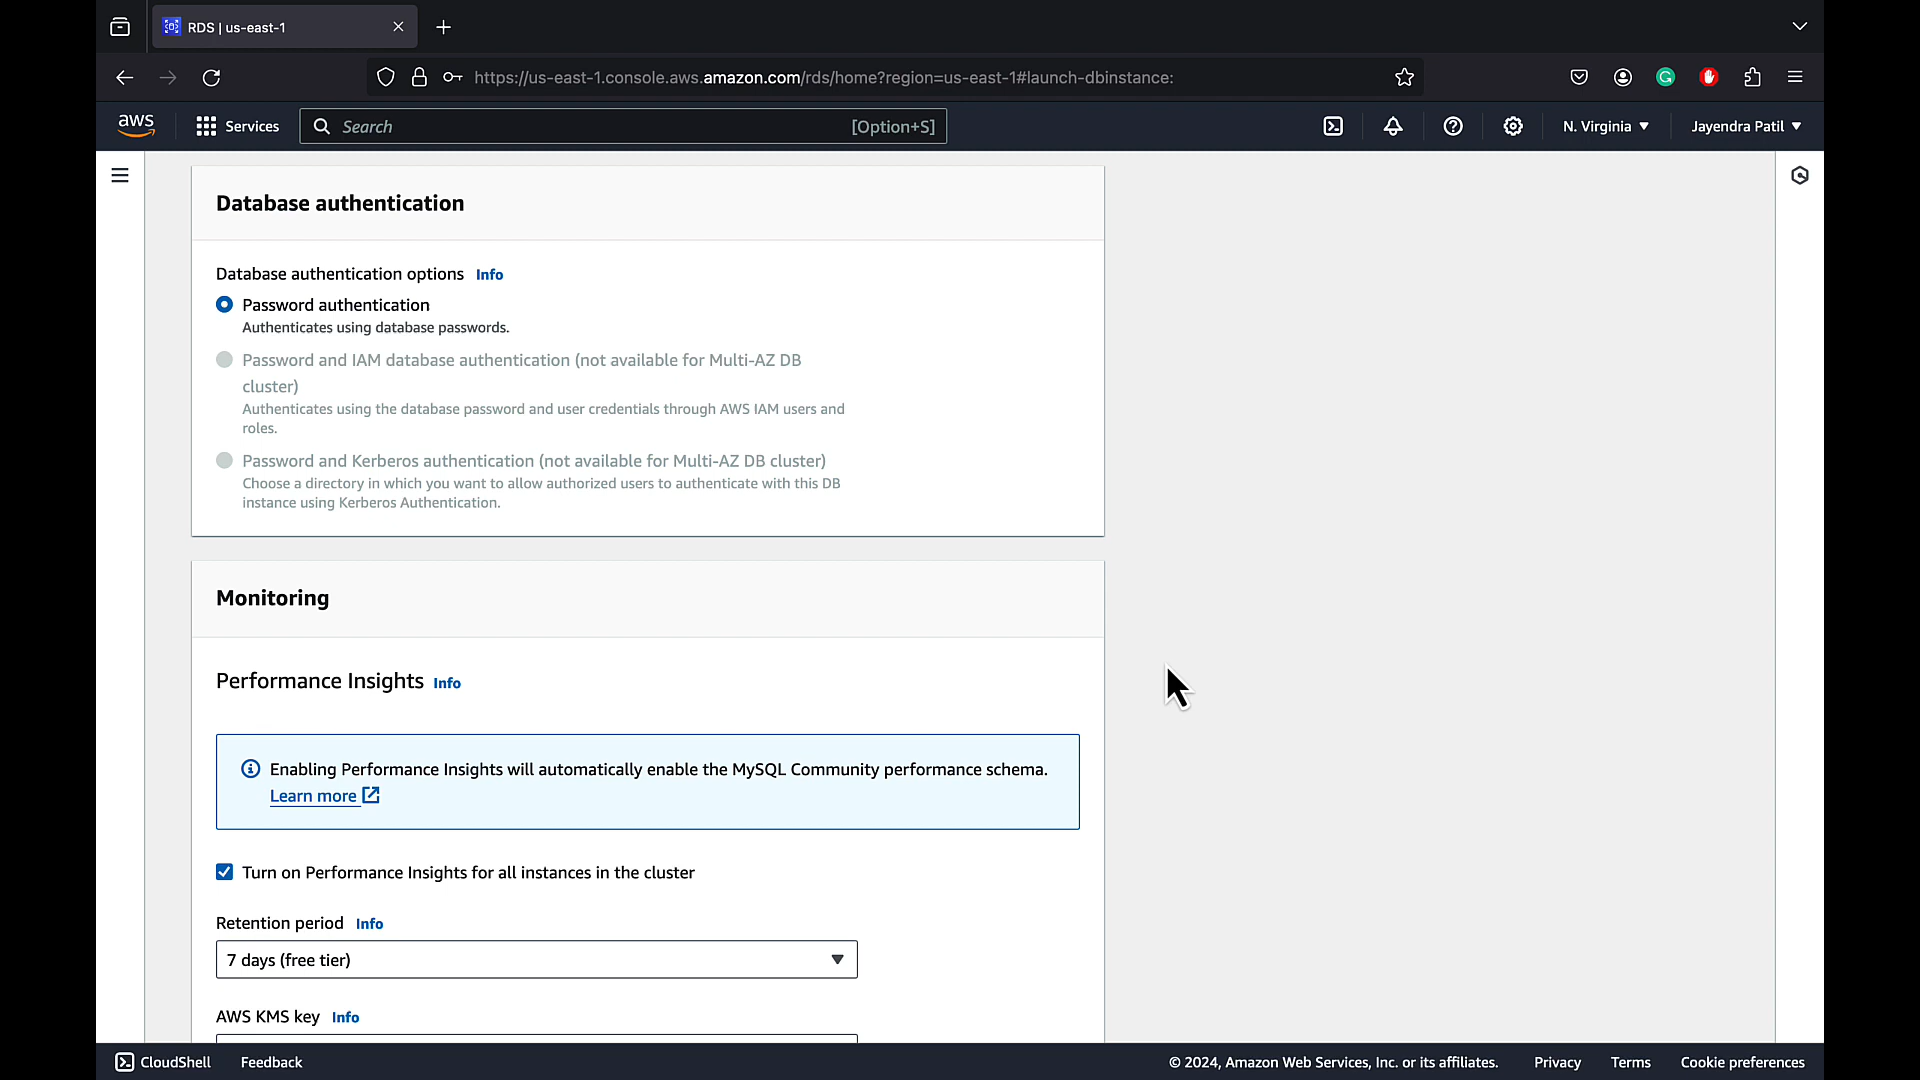 RDS | us-east-1
https://us-east-1.console.aws.amazon.com/rds/home?region=us-east-1#launch-dbinstance:
aws
Services
Search
[Option+S]
N. Virginia
Jayendra Patil
Database authentication
Database authentication options Info
Password authentication
Authenticates using database passwords.
Password and IAM database authentication (not available for Multi-AZ DB
cluster)
Authenticates using the database password and user credentials through AWS IAM users and
roles.
Password and Kerberos authentication (not available for Multi-AZ DB cluster)
Choose a directory in which you want to allow authorized users to authenticate with this DB
instance using Kerberos Authentication.
Monitoring
Performance Insights Info
Enabling Performance Insights will automatically enable the MySQL Community performance schema.
Learn more
Turn on Performance Insights for all instances in the cluster
Retention period Info
7 days (free tier)
AWS KMS key Info
CloudShell
Feedback
© 2024, Amazon Web Services, Inc. or its affiliates.
Privacy
Terms
Cookie preferences